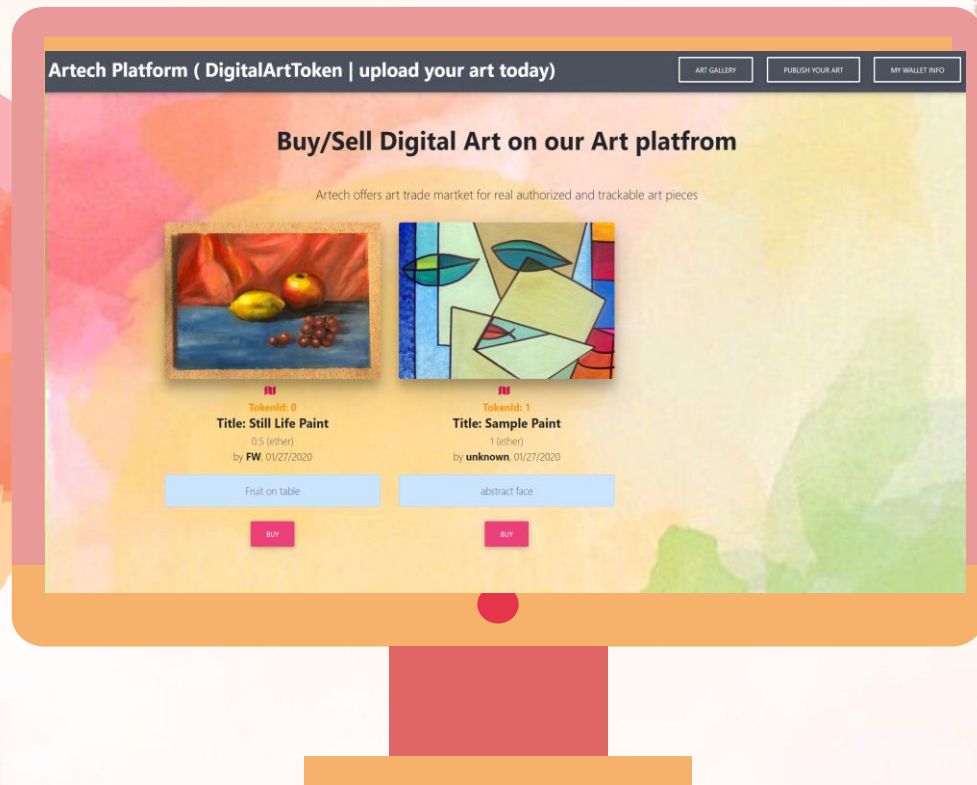 Artech Platform ( DigitalArtToken | upload your art today)
ART GALLERY
PUBLISH YOUR ART
MY WALLET INFO
Buy/Sell Digital Art on our Art platfrom
Artech offers art trade martket for real authorized and trackable art pieces
TokenId: 0
Title: Still Life Paint
0.5 (ether)
by FW, 01/27/2020
Fruit on table
BUY
TokenId: 1
Title: Sample Paint
1 (ether)
by unknown, 01/27/2020
abstract face
BUY